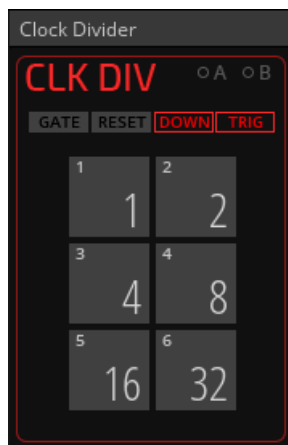 Clock Divider
CLK DIV A B
GATE RESET DOWN TRIG
1 2
1 2
3 4
4 8
5 6
16 32